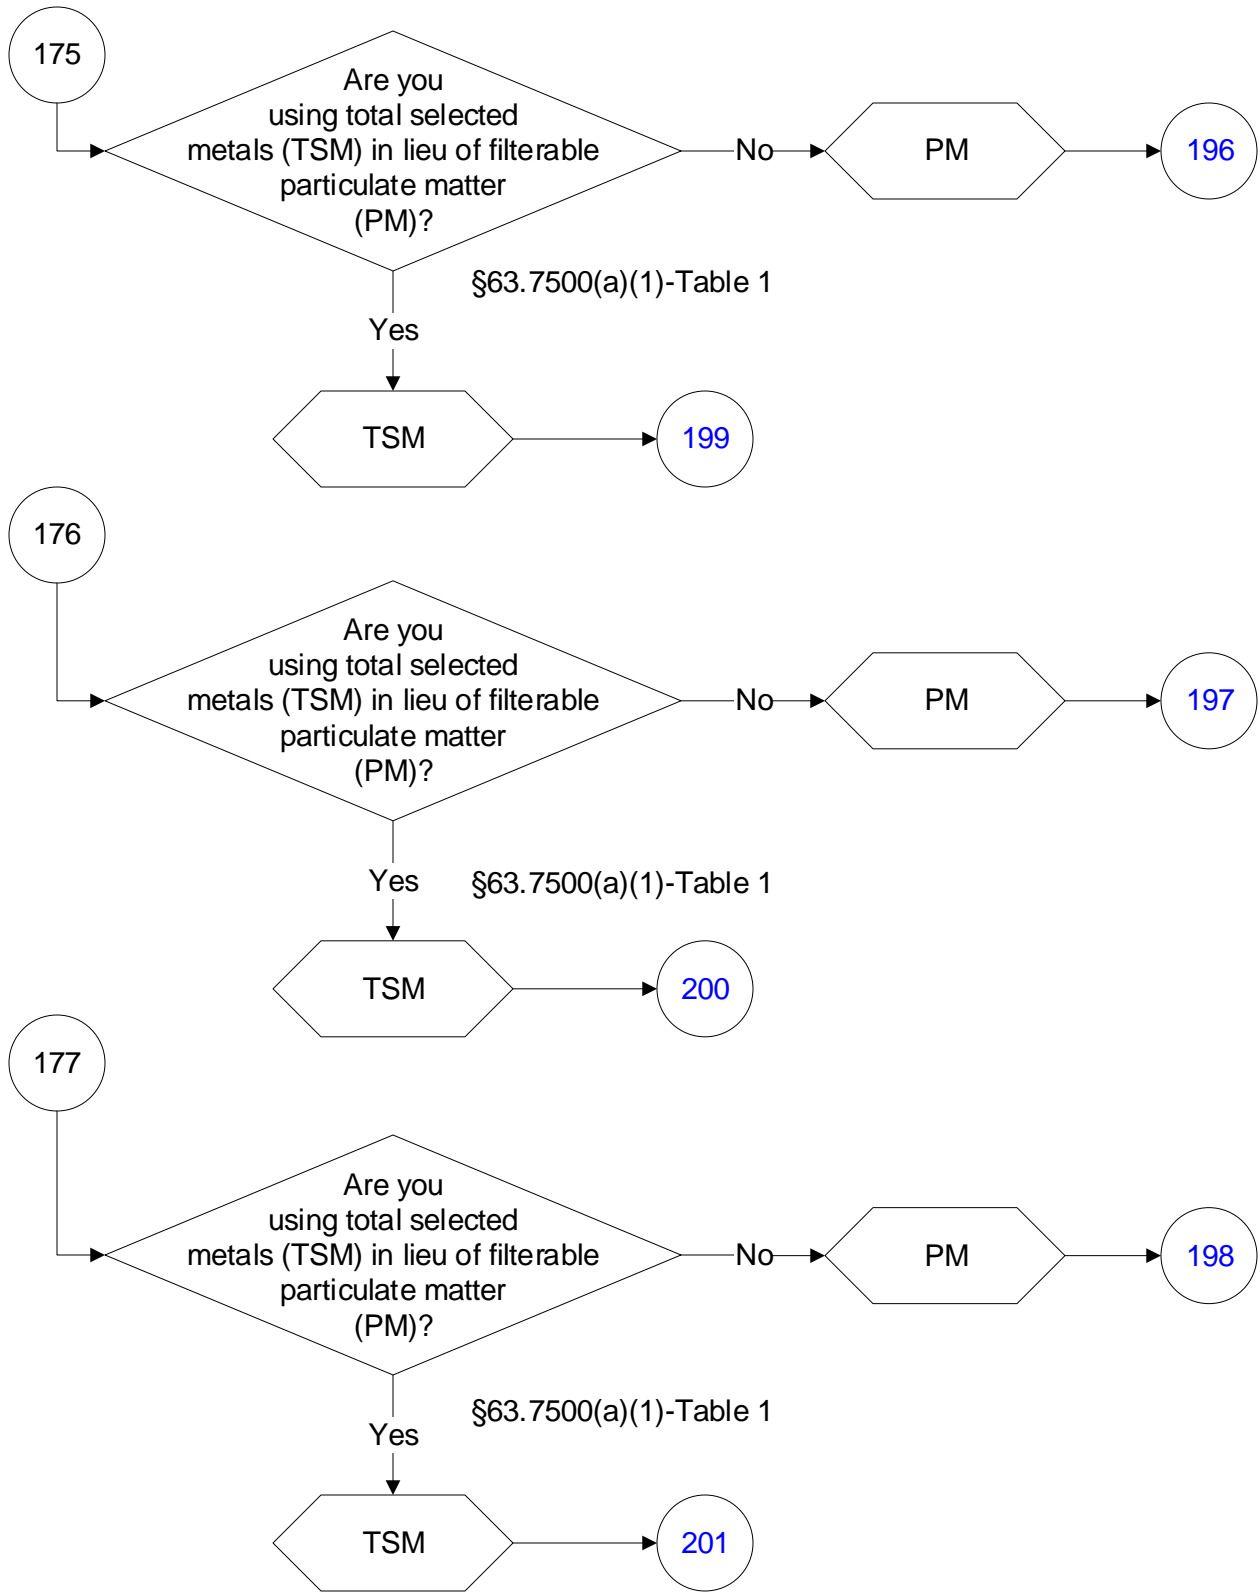 175
Are you
using total selected
metals (TSM) in lieu of filterable
particulate matter
(PM)?
No
PM
196
§63.7500(a)(1)-Table 1
Yes
TSM
199
176
Are you
using total selected
metals (TSM) in lieu of filterable
particulate matter
(PM)?
No
PM
197
Yes
§63.7500(a)(1)-Table 1
TSM
200
177
Are you
using total selected
metals (TSM) in lieu of filterable
particulate matter
(PM)?
No
PM
198
§63.7500(a)(1)-Table 1
Yes
TSM
201